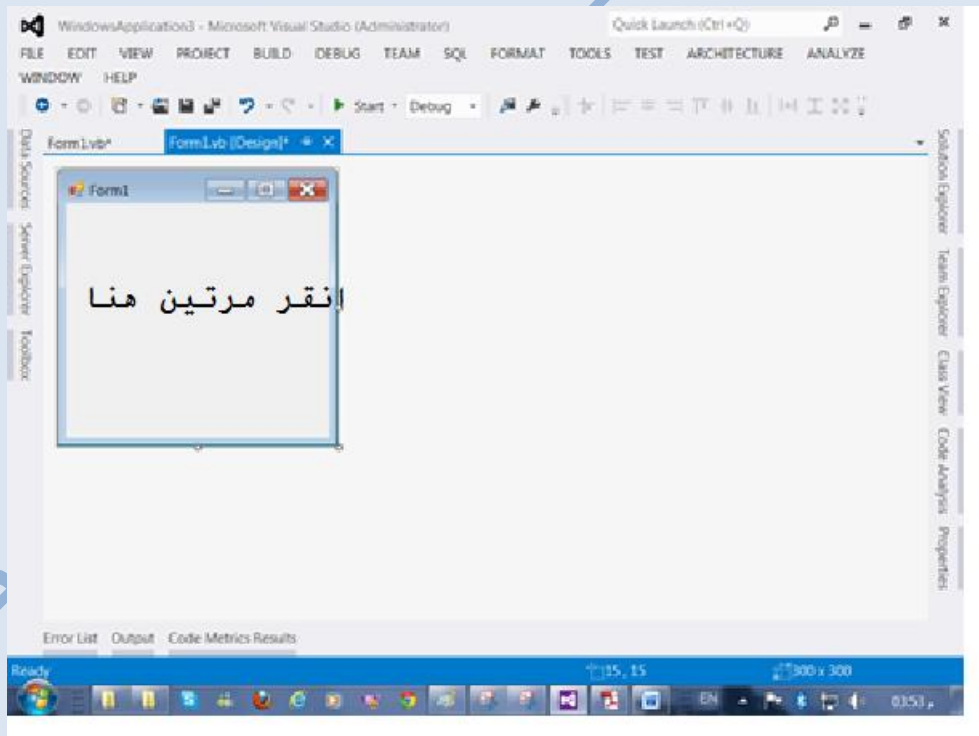 WindowsApplication3 - Microsoft Visual Studio (Administrator)
Quick Launch (Ctrl+Q)
FILE EDIT VIEW PROJECT BUILD DEBUG TEAM SQL FORMAT TOOLS TEST ARCHITECTURE ANALYZE
WINDOW HELP
Start Debug
Form1.vb* Form1.vb [Design]*
Data Sources
Server Explorer
Toolbox
Form1
انقر مرتين هنا
Solution Explorer
Team Explorer
Class View
Code Analysis
Properties
Error List Output Code Metrics Results
Ready 15, 15 300 x 300
EN 03:53 م